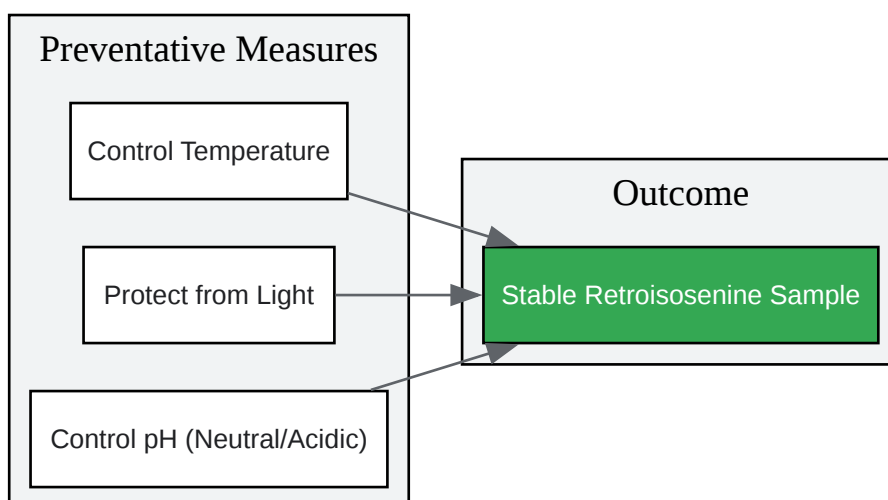 Preventative Measures
Control Temperature
Protect from Light
Control pH (Neutral/Acidic)
Outcome
Stable Retroisosenine Sample